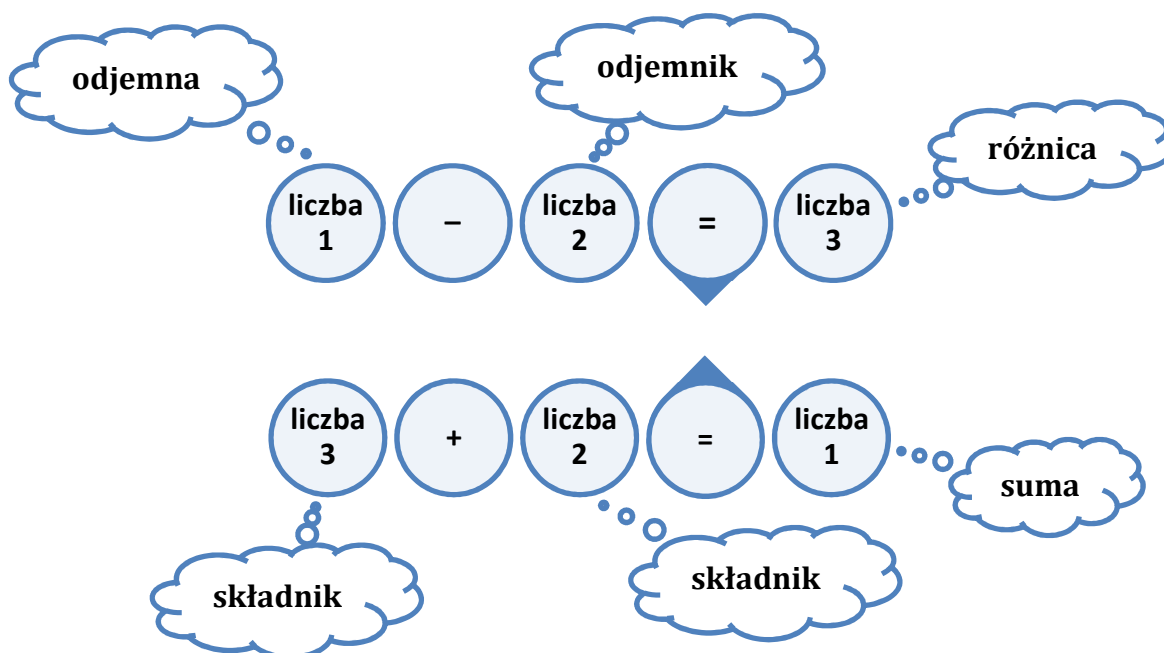 odjemna
odjemnik
różnica
liczba
1
–
liczba
2
=
liczba
3
liczba
3
+
liczba
2
=
liczba
1
suma
składnik
składnik